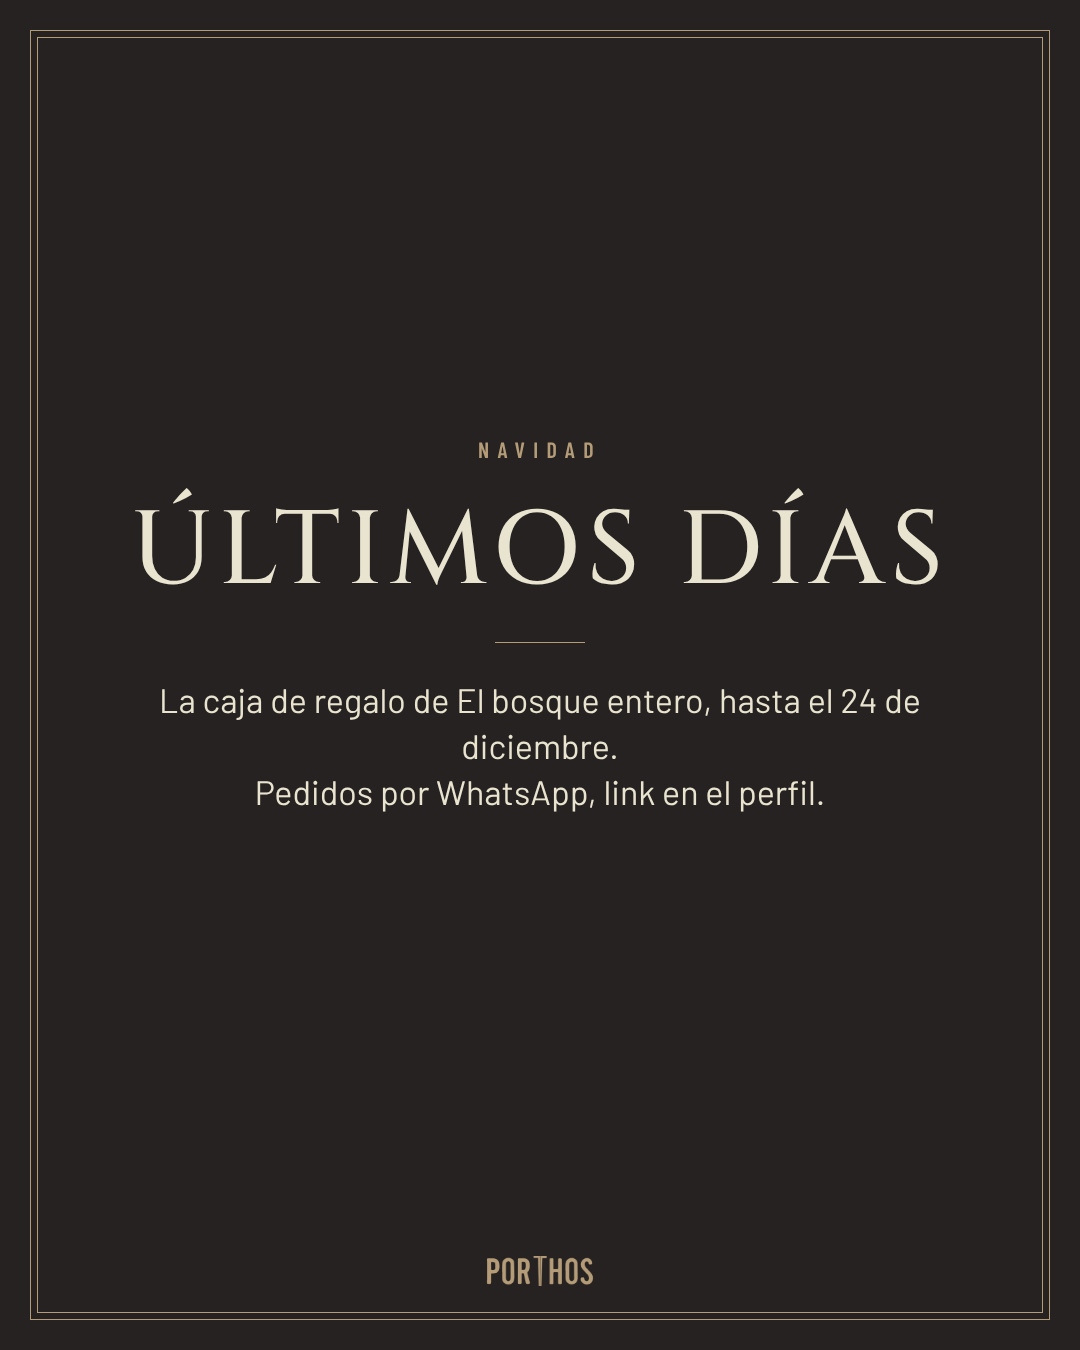 NAVIDAD
ÚLTIMOS DÍAS
La caja de regalo de El bosque entero, hasta el 24 de
diciembre.
Pedidos por WhatsApp, link en el perfil.
PORTHOS